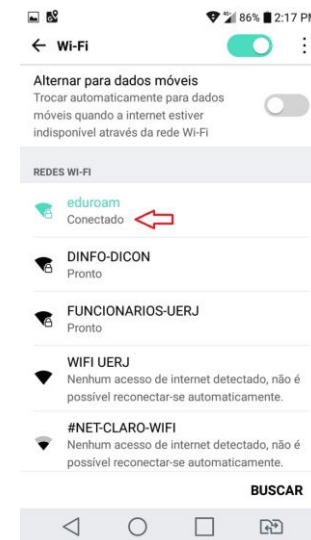 86% 2:17 PM
Wi-Fi
Alternar para dados móveis
Trocar automaticamente para dados
móveis quando a internet estiver
indisponível através da rede Wi-Fi
REDES WI-FI
eduroam
Conectado
DINFO-DICON
Pronto
FUNCIONARIOS-UERJ
Pronto
WIFI UERJ
Nenhum acesso de internet detectado, não é
possível reconectar-se automaticamente.
#NET-CLARO-WIFI
Nenhum acesso de internet detectado, não é
possível reconectar-se automaticamente.
BUSCAR